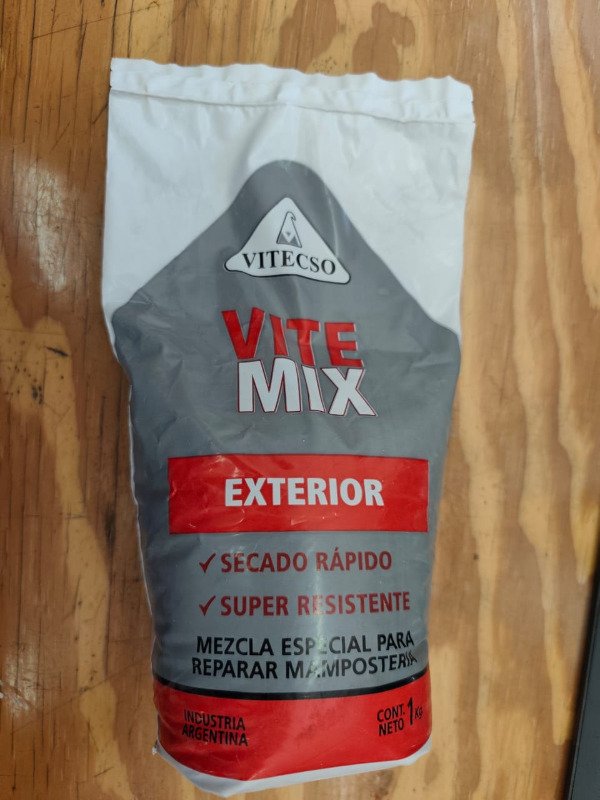 VITECSO
VITE
MIX
EXTERIOR
✓ SECADO RÁPIDO
✓ SUPER RESISTENTE
MEZCLA ESPECIAL PARA
REPARAR MAMPOSTERIA
INDUSTRIA
ARGENTINA
CONT.
NETO 1 Kg.